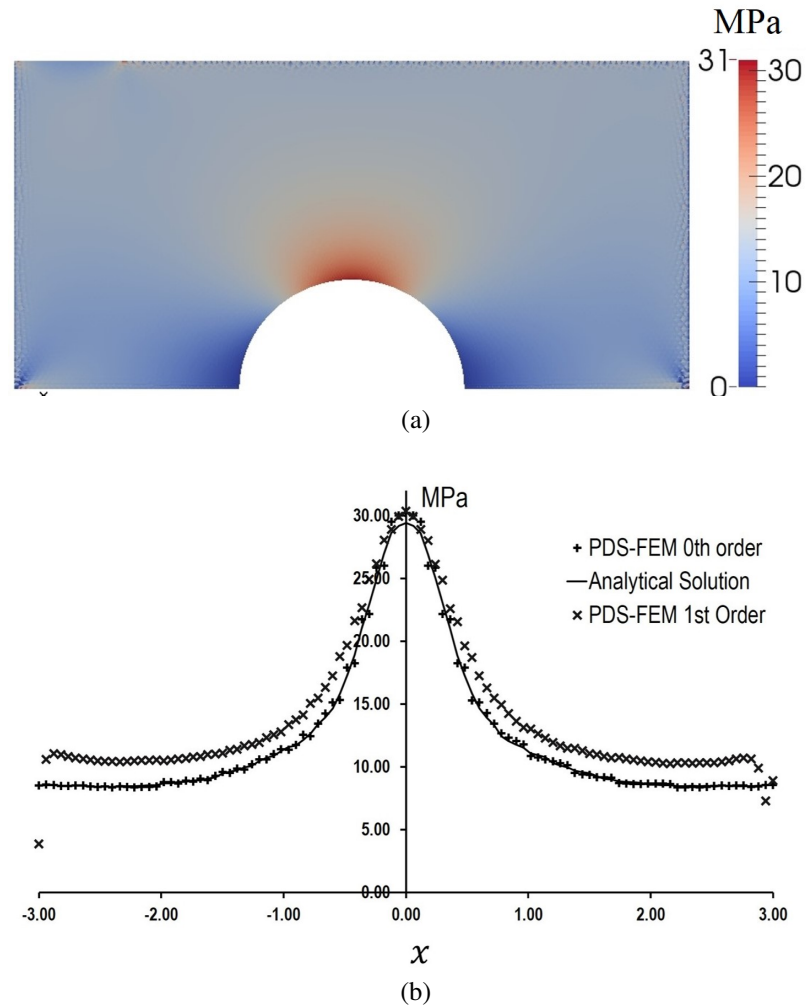 MPa
31
30
20
10
0
(a)
MPa
30.00
25.00
20.00
15.00
10.00
5.00
0.00
+ PDS-FEM 0th order
— Analytical Solution
× PDS-FEM 1st Order
-3.00 -2.00 -1.00 0.00 1.00 2.00 3.00
x
(b)